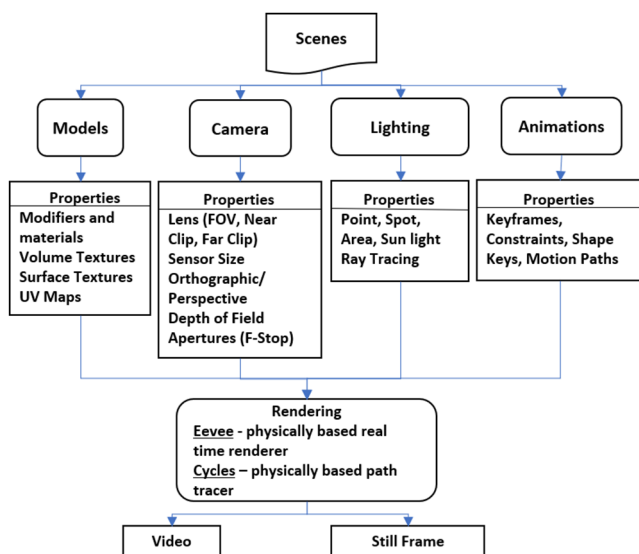 Scenes
Models
Camera
Lighting
Animations
Properties
Modifiers and
materials
Volume Textures
Surface Textures
UV Maps
Properties
Lens (FOV, Near
Clip, Far Clip)
Sensor Size
Orthographic/
Perspective
Depth of Field
Apertures (F-Stop)
Properties
Point, Spot,
Area, Sun light
Ray Tracing
Properties
Keyframes,
Constraints, Shape
Keys, Motion Paths
Rendering
Eevee - physically based real
time renderer
Cycles – physically based path
tracer
Video
Still Frame